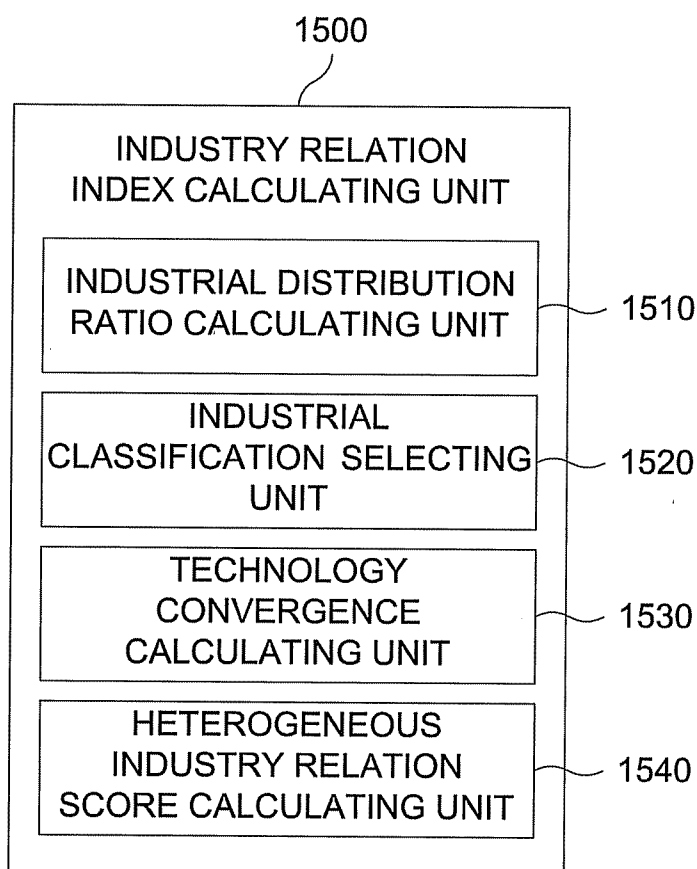 1500
INDUSTRY RELATION
INDEX CALCULATING UNIT
INDUSTRIAL DISTRIBUTION
RATIO CALCULATING UNIT
1510
INDUSTRIAL
CLASSIFICATION SELECTING
UNIT
1520
TECHNOLOGY
CONVERGENCE
CALCULATING UNIT
1530
HETEROGENEOUS
INDUSTRY RELATION
SCORE CALCULATING UNIT
1540